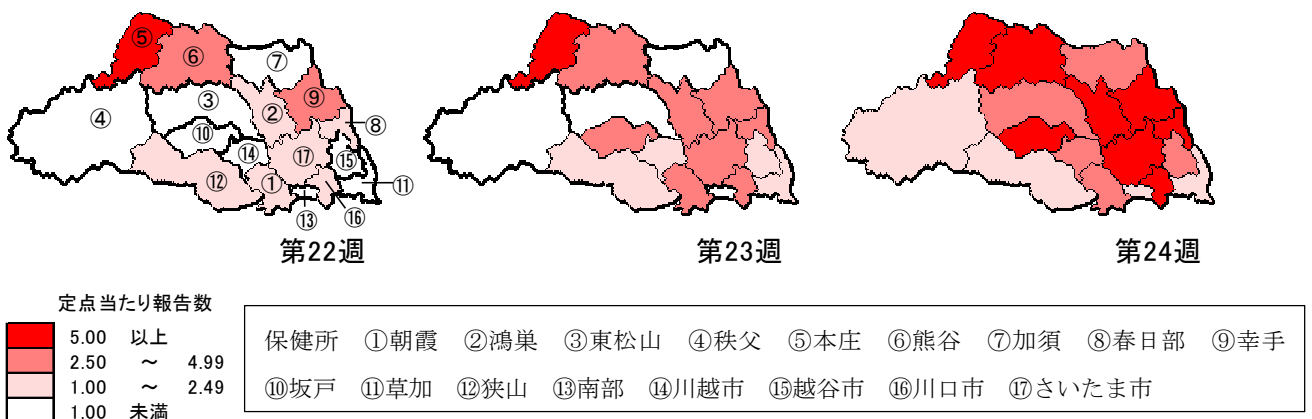 ⑤
⑥
⑦
④
③
②
⑨
⑧
⑩
⑭
⑰
⑮
⑫
①
⑪
⑬
⑯
第22週
第23週
第24週
定点当たり報告数
5.00 以上
2.50 ～ 4.99
1.00 ～ 2.49
1.00 未満
保健所 ①朝霞 ②鴻巣 ③東松山 ④秩父 ⑤本庄 ⑥熊谷 ⑦加須 ⑧春日部 ⑨幸手
⑩坂戸 ⑪草加 ⑫狭山 ⑬南部 ⑭川越市 ⑮越谷市 ⑯川口市 ⑰さいたま市